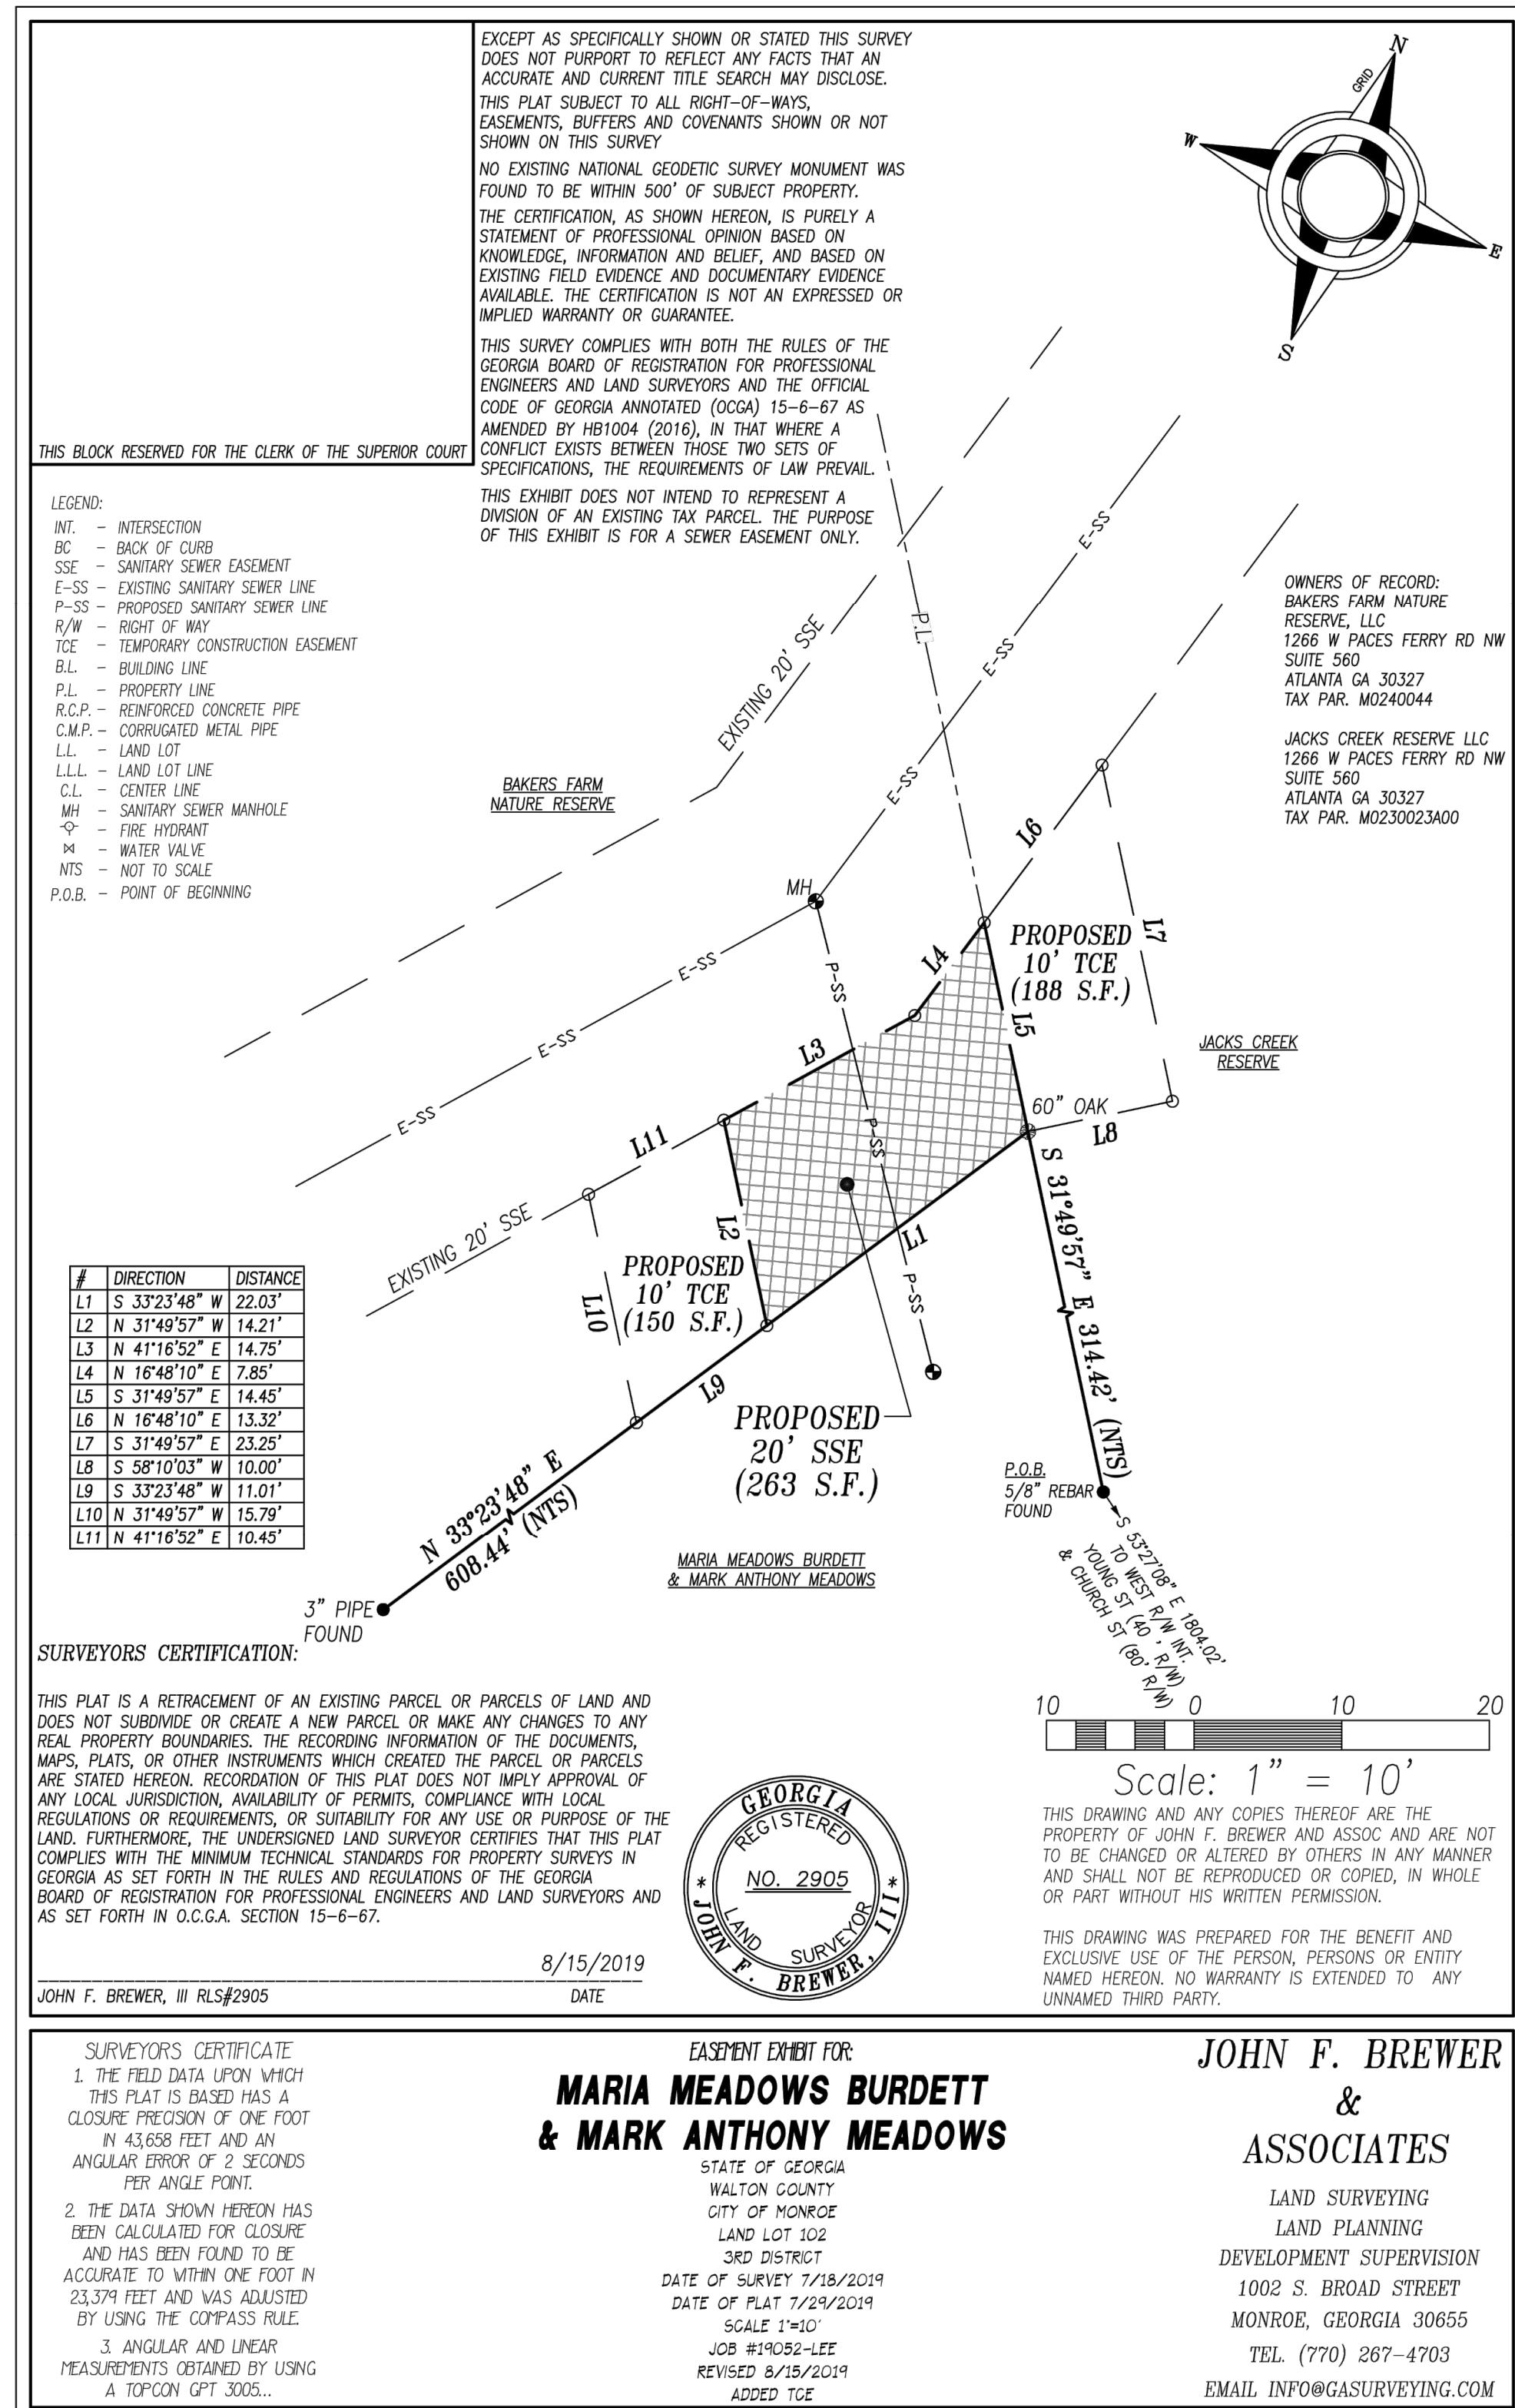 EXCEPT AS SPECIFICALLY SHOWN OR STATED THIS SURVEY
DOES NOT PURPORT TO REFLECT ANY FACTS THAT AN
ACCURATE AND CURRENT TITLE SEARCH MAY DISCLOSE.
THIS PLAT SUBJECT TO ALL RIGHT-OF-WAYS,
EASEMENTS, BUFFERS AND COVENANTS SHOWN OR NOT
SHOWN ON THIS SURVEY
NO EXISTING NATIONAL GEODETIC SURVEY MONUMENT WAS
FOUND TO BE WITHIN 500' OF SUBJECT PROPERTY.
THE CERTIFICATION, AS SHOWN HEREON, IS PURELY A
STATEMENT OF PROFESSIONAL OPINION BASED ON
KNOWLEDGE, INFORMATION AND BELIEF, AND BASED ON
EXISTING FIELD EVIDENCE AND DOCUMENTARY EVIDENCE
AVAILABLE. THE CERTIFICATION IS NOT AN EXPRESSED OR
IMPLIED WARRANTY OR GUARANTEE.
THIS SURVEY COMPLIES WITH BOTH THE RULES OF THE
GEORGIA BOARD OF REGISTRATION FOR PROFESSIONAL
ENGINEERS AND LAND SURVEYORS AND THE OFFICIAL
CODE OF GEORGIA ANNOTATED (OCGA) 15-6-67 AS
AMENDED BY HB1004 (2016), IN THAT WHERE A
CONFLICT EXISTS BETWEEN THOSE TWO SETS OF
SPECIFICATIONS, THE REQUIREMENTS OF LAW PREVAIL.
THIS EXHIBIT DOES NOT INTEND TO REPRESENT A
DIVISION OF AN EXISTING TAX PARCEL. THE PURPOSE
OF THIS EXHIBIT IS FOR A SEWER EASEMENT ONLY.
N
GRID
W
E
S
THIS BLOCK RESERVED FOR THE CLERK OF THE SUPERIOR COURT
LEGEND:
INT. - INTERSECTION
BC - BACK OF CURB
SSE - SANITARY SEWER EASEMENT
E-SS - EXISTING SANITARY SEWER LINE
P-SS - PROPOSED SANITARY SEWER LINE
R/W - RIGHT OF WAY
TCE - TEMPORARY CONSTRUCTION EASEMENT
B.L. - BUILDING LINE
P.L. - PROPERTY LINE
R.C.P. - REINFORCED CONCRETE PIPE
C.M.P. - CORRUGATED METAL PIPE
L.L. - LAND LOT
L.L.L. - LAND LOT LINE
C.L. - CENTER LINE
MH - SANITARY SEWER MANHOLE
- FIRE HYDRANT
- WATER VALVE
NTS - NOT TO SCALE
P.O.B. - POINT OF BEGINNING
OWNERS OF RECORD:
BAKERS FARM NATURE
RESERVE, LLC
1266 W PACES FERRY RD NW
SUITE 560
ATLANTA GA 30327
TAX PAR. M0240044
JACKS CREEK RESERVE LLC
1266 W PACES FERRY RD NW
SUITE 560
ATLANTA GA 30327
TAX PAR. M0230023A00
E-SS
P.L.
E-SS
EXISTING 20' SSE
E-SS
BAKERS FARM
NATURE RESERVE
L6
MH
PROPOSED
10' TCE
(188 S.F.)
L7
L4
E-SS
P-SS
L5
E-SS
L3
JACKS CREEK
RESERVE
60" OAK
L8
E-SS
P-SS
L11
L2
L1
EXISTING 20' SSE
PROPOSED
10' TCE
(150 S.F.)
L10
P-SS
S 31°49'57" E 314.42' (NTS)
L9
PROPOSED
20' SSE
(263 S.F.)
# DIRECTION DISTANCE
L1 S 33°23'48" W 22.03'
L2 N 31°49'57" W 14.21'
L3 N 41°16'52" E 14.75'
L4 N 16°48'10" E 7.85'
L5 S 31°49'57" E 14.45'
L6 N 16°48'10" E 13.32'
L7 S 31°49'57" E 23.25'
L8 S 58°10'03" W 10.00'
L9 S 33°23'48" W 11.01'
L10 N 31°49'57" W 15.79'
L11 N 41°16'52" E 10.45'
N 33°23'48" E
608.44' (NTS)
P.O.B.
5/8" REBAR
FOUND
S 53°27'08" E 1804.02'
TO WEST R/W INT.
YOUNG ST (40 ' R/W)
& CHURCH ST (80' R/W)
MARIA MEADOWS BURDETT
& MARK ANTHONY MEADOWS
3" PIPE
FOUND
SURVEYORS CERTIFICATION:
THIS PLAT IS A RETRACEMENT OF AN EXISTING PARCEL OR PARCELS OF LAND AND
DOES NOT SUBDIVIDE OR CREATE A NEW PARCEL OR MAKE ANY CHANGES TO ANY
REAL PROPERTY BOUNDARIES. THE RECORDING INFORMATION OF THE DOCUMENTS,
MAPS, PLATS, OR OTHER INSTRUMENTS WHICH CREATED THE PARCEL OR PARCELS
ARE STATED HEREON. RECORDATION OF THIS PLAT DOES NOT IMPLY APPROVAL OF
ANY LOCAL JURISDICTION, AVAILABILITY OF PERMITS, COMPLIANCE WITH LOCAL
REGULATIONS OR REQUIREMENTS, OR SUITABILITY FOR ANY USE OR PURPOSE OF THE
LAND. FURTHERMORE, THE UNDERSIGNED LAND SURVEYOR CERTIFIES THAT THIS PLAT
COMPLIES WITH THE MINIMUM TECHNICAL STANDARDS FOR PROPERTY SURVEYS IN
GEORGIA AS SET FORTH IN THE RULES AND REGULATIONS OF THE GEORGIA
BOARD OF REGISTRATION FOR PROFESSIONAL ENGINEERS AND LAND SURVEYORS AND
AS SET FORTH IN O.C.G.A. SECTION 15-6-67.
8/15/2019
JOHN F. BREWER, III RLS#2905 DATE
GEORGIA
REGISTERED
NO. 2905
LAND SURVEYOR
* JOHN F. BREWER, III *
10 0 10 20
Scale: 1" = 10'
THIS DRAWING AND ANY COPIES THEREOF ARE THE
PROPERTY OF JOHN F. BREWER AND ASSOC AND ARE NOT
TO BE CHANGED OR ALTERED BY OTHERS IN ANY MANNER
AND SHALL NOT BE REPRODUCED OR COPIED, IN WHOLE
OR PART WITHOUT HIS WRITTEN PERMISSION.
THIS DRAWING WAS PREPARED FOR THE BENEFIT AND
EXCLUSIVE USE OF THE PERSON, PERSONS OR ENTITY
NAMED HEREON. NO WARRANTY IS EXTENDED TO ANY
UNNAMED THIRD PARTY.
SURVEYORS CERTIFICATE
1. THE FIELD DATA UPON WHICH
THIS PLAT IS BASED HAS A
CLOSURE PRECISION OF ONE FOOT
IN 43,658 FEET AND AN
ANGULAR ERROR OF 2 SECONDS
PER ANGLE POINT.
2. THE DATA SHOWN HEREON HAS
BEEN CALCULATED FOR CLOSURE
AND HAS BEEN FOUND TO BE
ACCURATE TO WITHIN ONE FOOT IN
23,379 FEET AND WAS ADJUSTED
BY USING THE COMPASS RULE.
3. ANGULAR AND LINEAR
MEASUREMENTS OBTAINED BY USING
A TOPCON GPT 3005...
EASEMENT EXHIBIT FOR:
MARIA MEADOWS BURDETT
& MARK ANTHONY MEADOWS
STATE OF GEORGIA
WALTON COUNTY
CITY OF MONROE
LAND LOT 102
3RD DISTRICT
DATE OF SURVEY 7/18/2019
DATE OF PLAT 7/29/2019
SCALE 1"=10'
JOB #19052-LEE
REVISED 8/15/2019
ADDED TCE
JOHN F. BREWER
&
ASSOCIATES
LAND SURVEYING
LAND PLANNING
DEVELOPMENT SUPERVISION
1002 S. BROAD STREET
MONROE, GEORGIA 30655
TEL. (770) 267-4703
EMAIL INFO@GASURVEYING.COM